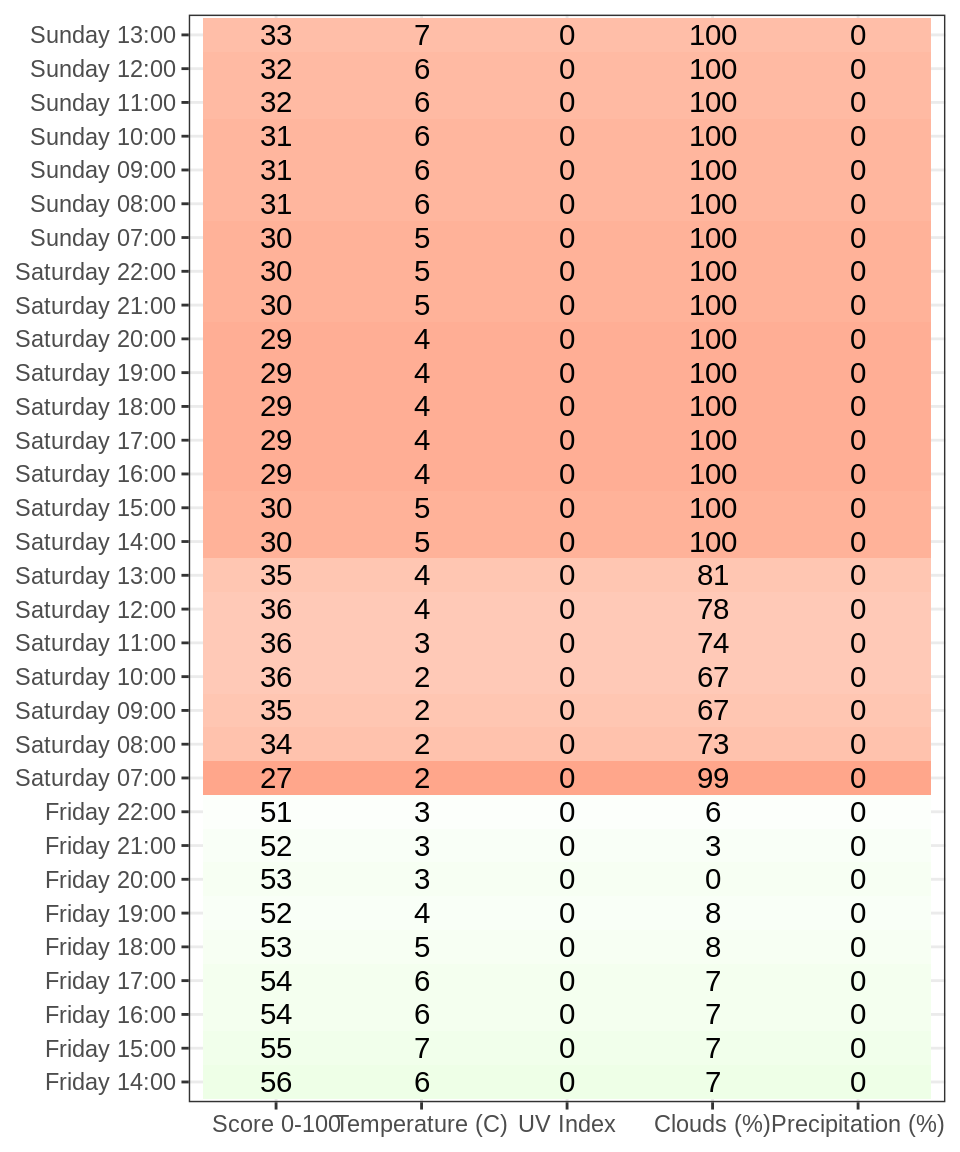 Sunday 13:00 33 7 0 100 0
Sunday 12:00 32 6 0 100 0
Sunday 11:00 32 6 0 100 0
Sunday 10:00 31 6 0 100 0
Sunday 09:00 31 6 0 100 0
Sunday 08:00 31 6 0 100 0
Sunday 07:00 30 5 0 100 0
Saturday 22:00 30 5 0 100 0
Saturday 21:00 30 5 0 100 0
Saturday 20:00 29 4 0 100 0
Saturday 19:00 29 4 0 100 0
Saturday 18:00 29 4 0 100 0
Saturday 17:00 29 4 0 100 0
Saturday 16:00 29 4 0 100 0
Saturday 15:00 30 5 0 100 0
Saturday 14:00 30 5 0 100 0
Saturday 13:00 35 4 0 81 0
Saturday 12:00 36 4 0 78 0
Saturday 11:00 36 3 0 74 0
Saturday 10:00 36 2 0 67 0
Saturday 09:00 35 2 0 67 0
Saturday 08:00 34 2 0 73 0
Saturday 07:00 27 2 0 99 0
Friday 22:00 51 3 0 6 0
Friday 21:00 52 3 0 3 0
Friday 20:00 53 3 0 0 0
Friday 19:00 52 4 0 8 0
Friday 18:00 53 5 0 8 0
Friday 17:00 54 6 0 7 0
Friday 16:00 54 6 0 7 0
Friday 15:00 55 7 0 7 0
Friday 14:00 56 6 0 7 0
Score 0-100 Temperature (C) UV Index Clouds (%) Precipitation (%)